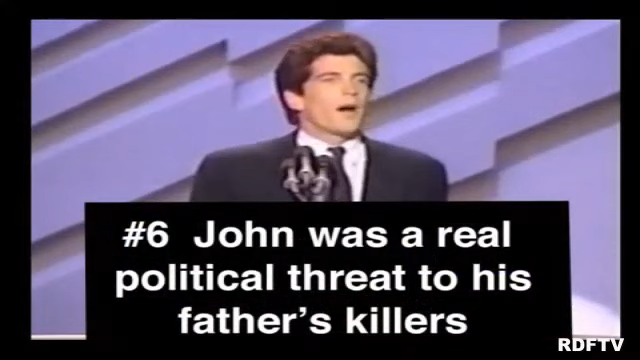 #6 John was a real
political threat to his
father's killers
RDFTV